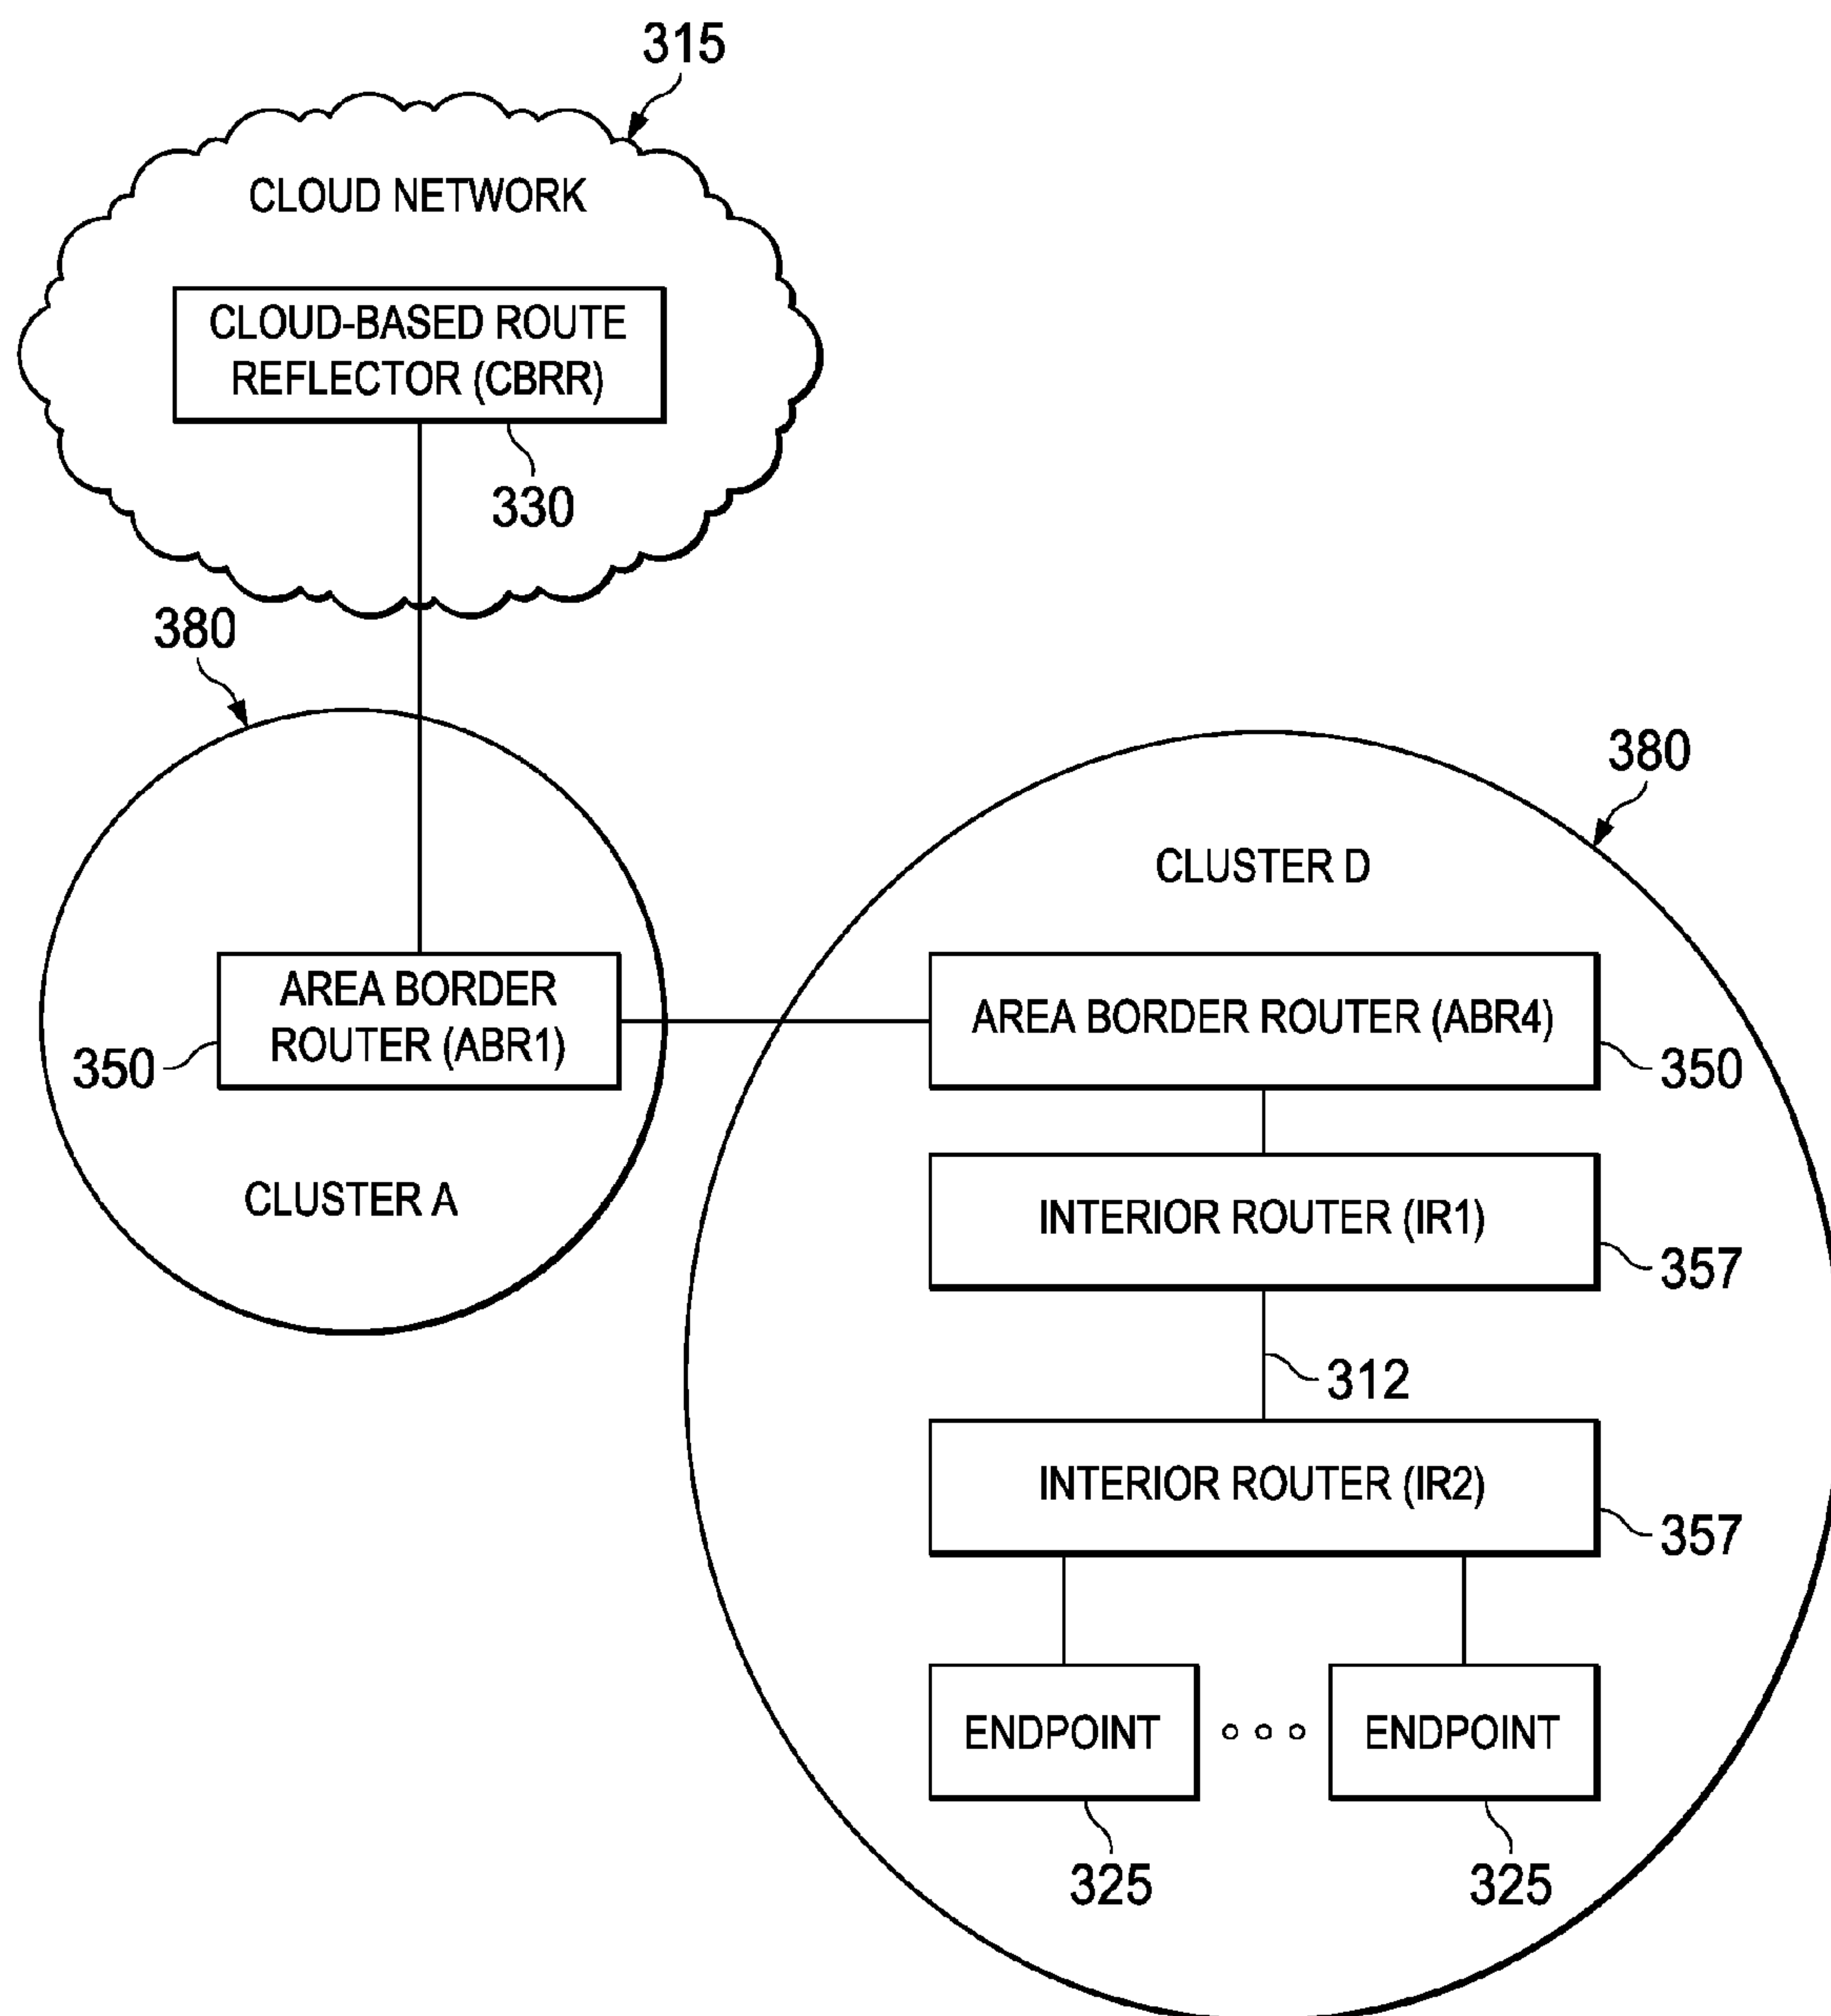 315
CLOUD NETWORK
CLOUD-BASED ROUTE
REFLECTOR (CBRR)
330
380
AREA BORDER
ROUTER (ABR1)
350
CLUSTER A
380
CLUSTER D
AREA BORDER ROUTER (ABR4)
350
INTERIOR ROUTER (IR1)
357
312
INTERIOR ROUTER (IR2)
357
ENDPOINT
ENDPOINT
325
325